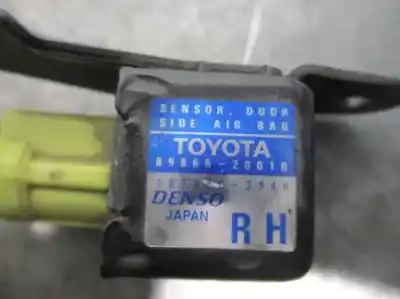 SENSOR, DOOR
SIDE AIR BAG
TOYOTA
89860-20010
DENSO
JAPAN
RH